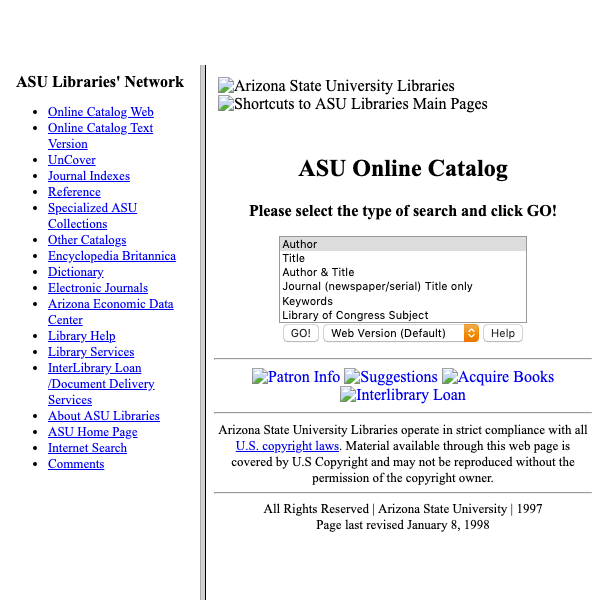 ASU Libraries' Network
Online Catalog Web
Online Catalog Text
Version
UnCover
Journal Indexes
Reference
Specialized ASU
Collections
Other Catalogs
Encyclopedia Britannica
Dictionary
Electronic Journals
Arizona Economic Data
Center
Library Help
Library Services
InterLibrary Loan
/Document Delivery
Services
About ASU Libraries
ASU Home Page
Internet Search
Comments
Arizona State University Libraries
Shortcuts to ASU Libraries Main Pages
ASU Online Catalog
Please select the type of search and click GO!
Author
Title
Author & Title
Journal (newspaper/serial) Title only
Keywords
Library of Congress Subject
GO! Web Version (Default) Help
Patron Info Suggestions Acquire Books
Interlibrary Loan
Arizona State University Libraries operate in strict compliance with all
U.S. copyright laws. Material available through this web page is
covered by U.S Copyright and may not be reproduced without the
permission of the copyright owner.
All Rights Reserved | Arizona State University | 1997
Page last revised January 8, 1998